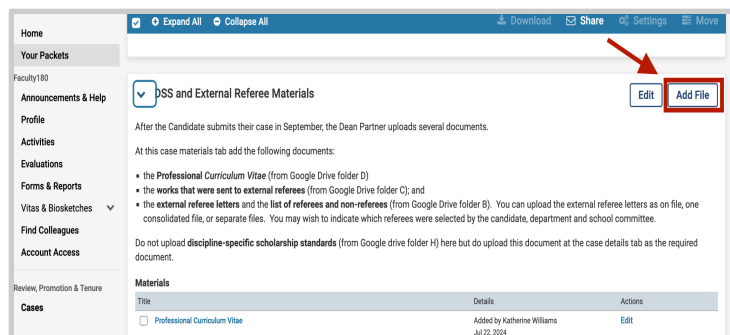 Home
Your Packets
Faculty180
Announcements & Help
Profile
Activities
Evaluations
Forms & Reports
Vitas & Biosketches
Find Colleagues
Account Access
Review, Promotion & Tenure
Cases
Expand All Collapse All Download Share Settings Move
DSS and External Referee Materials Edit Add File
After the Candidate submits their case in September, the Dean Partner uploads several documents.
At this case materials tab add the following documents:
▪ the Professional Curriculum Vitae (from Google Drive folder D)
▪ the works that were sent to external referees (from Google Drive folder C); and
▪ the external referee letters and the list of referees and non-referees (from Google Drive folder B). You can upload the external referee letters as on file, one
consolidated file, or separate files. You may wish to indicate which referees were selected by the candidate, department and school committee.
Do not upload discipline-specific scholarship standards (from Google drive folder H) here but do upload this document at the case details tab as the required
document.
Materials
Title Details Actions
Professional Curriculum Vitae Added by Katherine Williams Edit
Jul 22, 2024